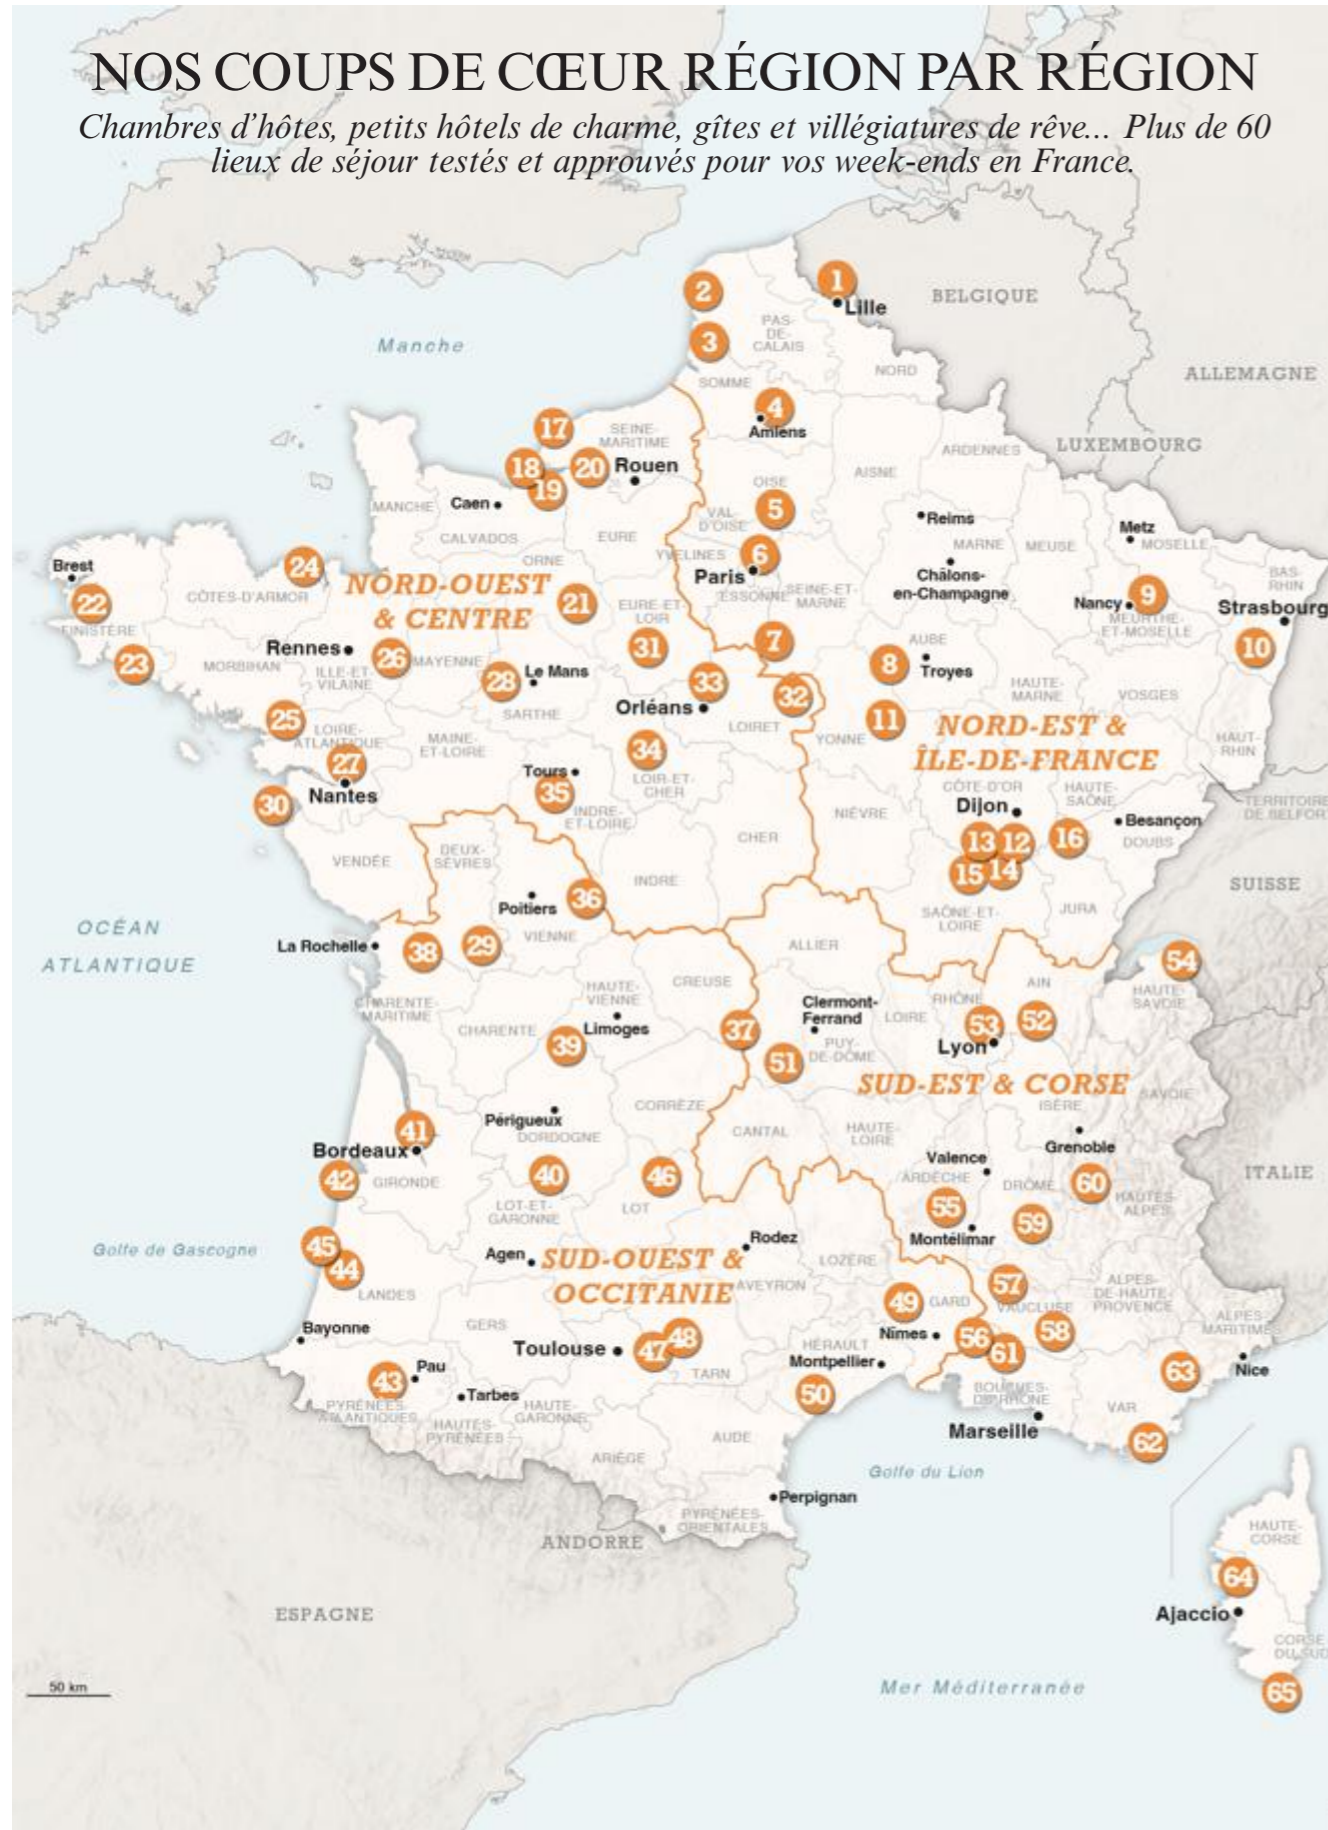 NOS COUPS DE CŒUR RÉGION PAR RÉGION
Chambres d'hôtes, petits hôtels de charme, gîtes et villégiatures de rêve... Plus de 60
lieux de séjour testés et approuvés pour vos week-ends en France.
1
2
Lille
BELGIQUE
PAS-
DE-
CALAIS
Manche
3
NORD
ALLEMAGNE
SOMME
4
Amiens
17
SEINE-
MARITIME
LUXEMBOURG
ARDENNES
18
20
Rouen
AISNE
19
OISE
5
MANCHE
Caen
VAL
D'OISE
Reims
Metz
CALVADOS
EURE
MARNE
MEUSE
MOSELLE
ORNE
YVELINES
6
Paris
Brest
24
NORD-OUEST
& CENTRE
Châlons-
en-Champagne
BAS-
RHIN
22
CÔTES-D'ARMOR
21
EURE-ET-
LOIR
ESSONNE
SEINE-ET-
MARNE
Nancy
9
Strasbourg
FINISTÈRE
MEURTHE-
ET-MOSELLE
23
MORBIHAN
Rennes
26
MAYENNE
31
7
AUBE
10
ILLE-ET-
VILAINE
28
Le Mans
33
8
Troyes
32
HAUTE-
MARNE
VOSGES
25
SARTHE
Orléans
LOIRET
11
LOIRE-
ATLANTIQUE
MAINE-
ET-LOIRE
34
YONNE
NORD-EST &
ÎLE-DE-FRANCE
HAUT-
RHIN
27
Tours
LOIR-ET-
CHER
CÔTE-D'OR
HAUTE-
SAÔNE
Nantes
35
30
INDRE-
ET-LOIRE
NIÈVRE
Dijon
Besançon
TERRITOIRE
DE BELFORT
CHER
13
12
16
DOUBS
VENDÉE
DEUX-
SÈVRES
15
14
INDRE
SUISSE
36
Poitiers
SAÔNE-ET-
LOIRE
JURA
OCÉAN
ATLANTIQUE
La Rochelle
38
29
VIENNE
ALLIER
54
HAUTE-
VIENNE
CREUSE
AIN
HAUTE-
SAVOIE
CHARENTE-
MARITIME
Clermont-
Ferrand
RHÔNE
CHARENTE
Limoges
37
LOIRE
53
52
39
51
PUY-
DE-DÔME
Lyon
SUD-EST & CORSE
SAVOIE
CORRÈZE
ISÈRE
Périgueux
DORDOGNE
41
CANTAL
HAUTE-
LOIRE
Grenoble
Bordeaux
Valence
42
GIRONDE
40
46
ARDÈCHE
DRÔME
60
ITALIE
HAUTES-
ALPES
LOT-ET-
GARONNE
LOT
55
59
Golfe de Gascogne
45
Rodez
Montélimar
Agen
SUD-OUEST &
OCCITANIE
44
LOZÈRE
AVEYRON
LANDES
57
ALPES-
DE-HAUTE-
PROVENCE
49
GARD
VAUCLUSE
ALPES-
MARITIMES
Bayonne
GERS
Nîmes
56
58
Toulouse
47
48
HÉRAULT
61
Montpellier
Nice
Pau
43
TARN
63
Tarbes
50
BOUCHES-
DU-RHÔNE
PYRÉNÉES-
ATLANTIQUES
HAUTE-
GARONNE
VAR
HAUTES-
PYRÉNÉES
Marseille
AUDE
62
ARIÈGE
Golfe du Lion
Perpignan
PYRÉNÉES-
ORIENTALES
HAUTE-
CORSE
ANDORRE
64
ESPAGNE
Ajaccio
CORSE
DU-SUD
50 km
Mer Méditerranée
65